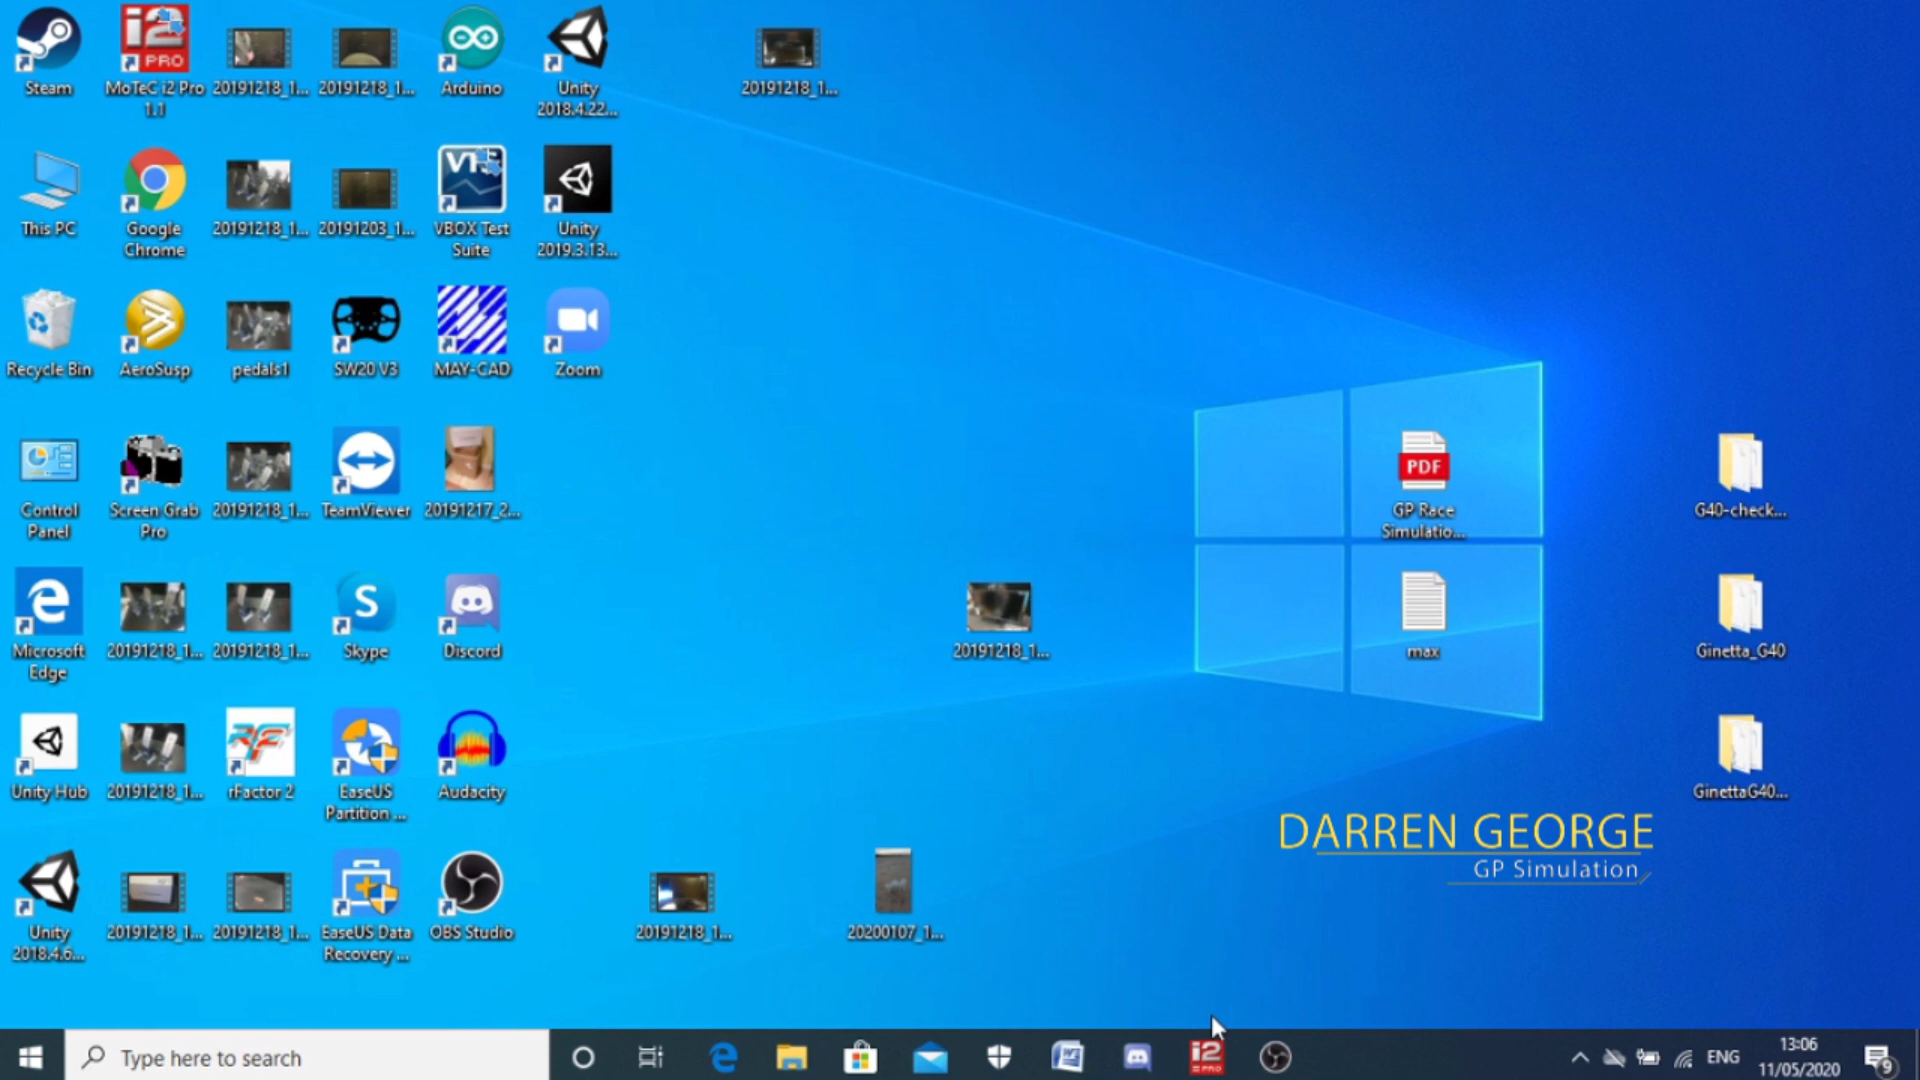 Steam
MoTeC i2 Pro
1.1
20191218_1...
20191218_1...
Arduino
Unity
2018.4.22...
20191218_1...
This PC
Google
Chrome
20191218_1...
20191203_1...
VBOX Test
Suite
Unity
2019.3.13...
Recycle Bin
AeroSusp
pedals1
SW20 V3
MAY-CAD
Zoom
Control
Panel
Screen Grab
Pro
20191218_1...
TeamViewer
20191217_2...
PDF
GP Race
Simulatio...
G40-check...
Microsoft
Edge
20191218_1...
20191218_1...
Skype
Discord
20191218_1...
max
Ginetta_G40
Unity Hub
20191218_1...
rFactor 2
EaseUS
Partition ...
Audacity
GinettaG40...
DARREN GEORGE
GP Simulation
Unity
2018.4.6...
20191218_1...
20191218_1...
EaseUS Data
Recovery ...
OBS Studio
20191218_1...
20200107_1...
Type here to search
ENG
13:06
11/05/2020
9